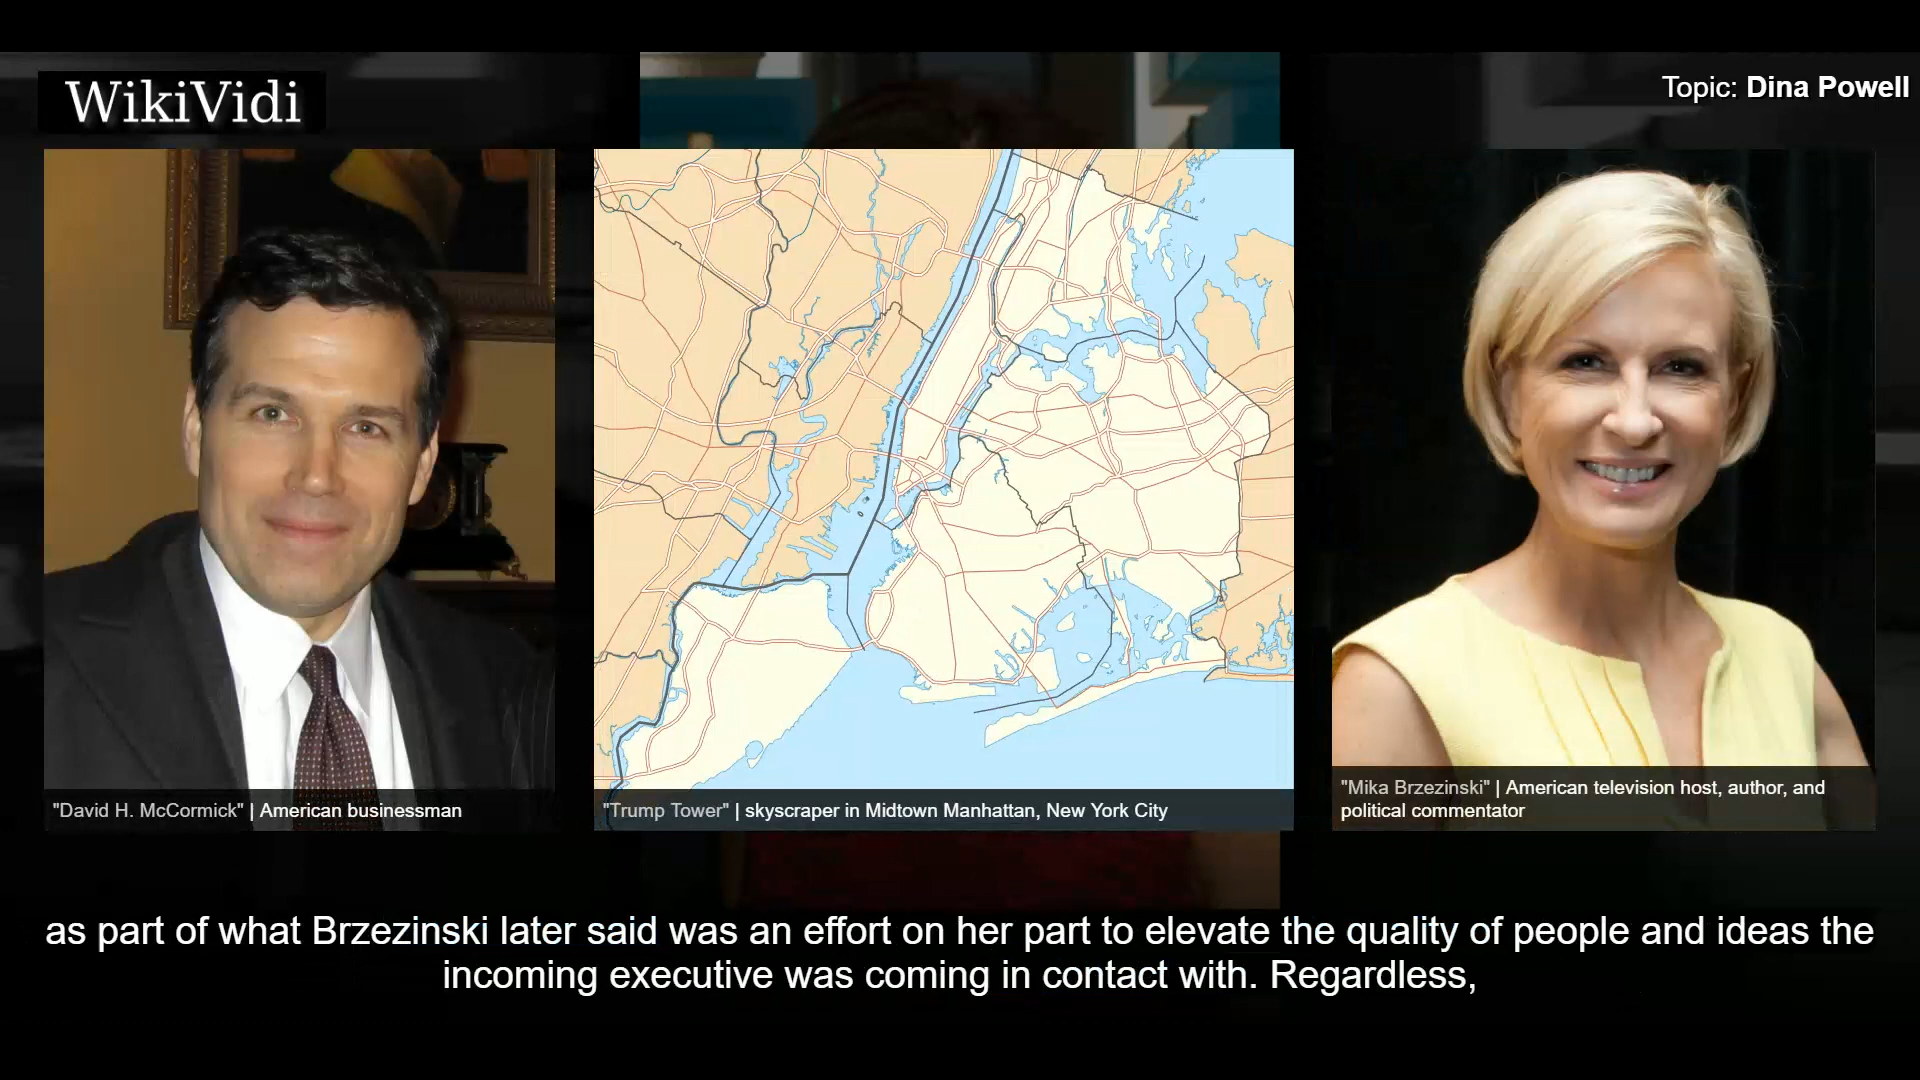 WikiVidi
Topic: Dina Powell
"David H. McCormick" | American businessman
"Trump Tower" | skyscraper in Midtown Manhattan, New York City
"Mika Brzezinski" | American television host, author, and
political commentator
as part of what Brzezinski later said was an effort on her part to elevate the quality of people and ideas the
incoming executive was coming in contact with. Regardless,